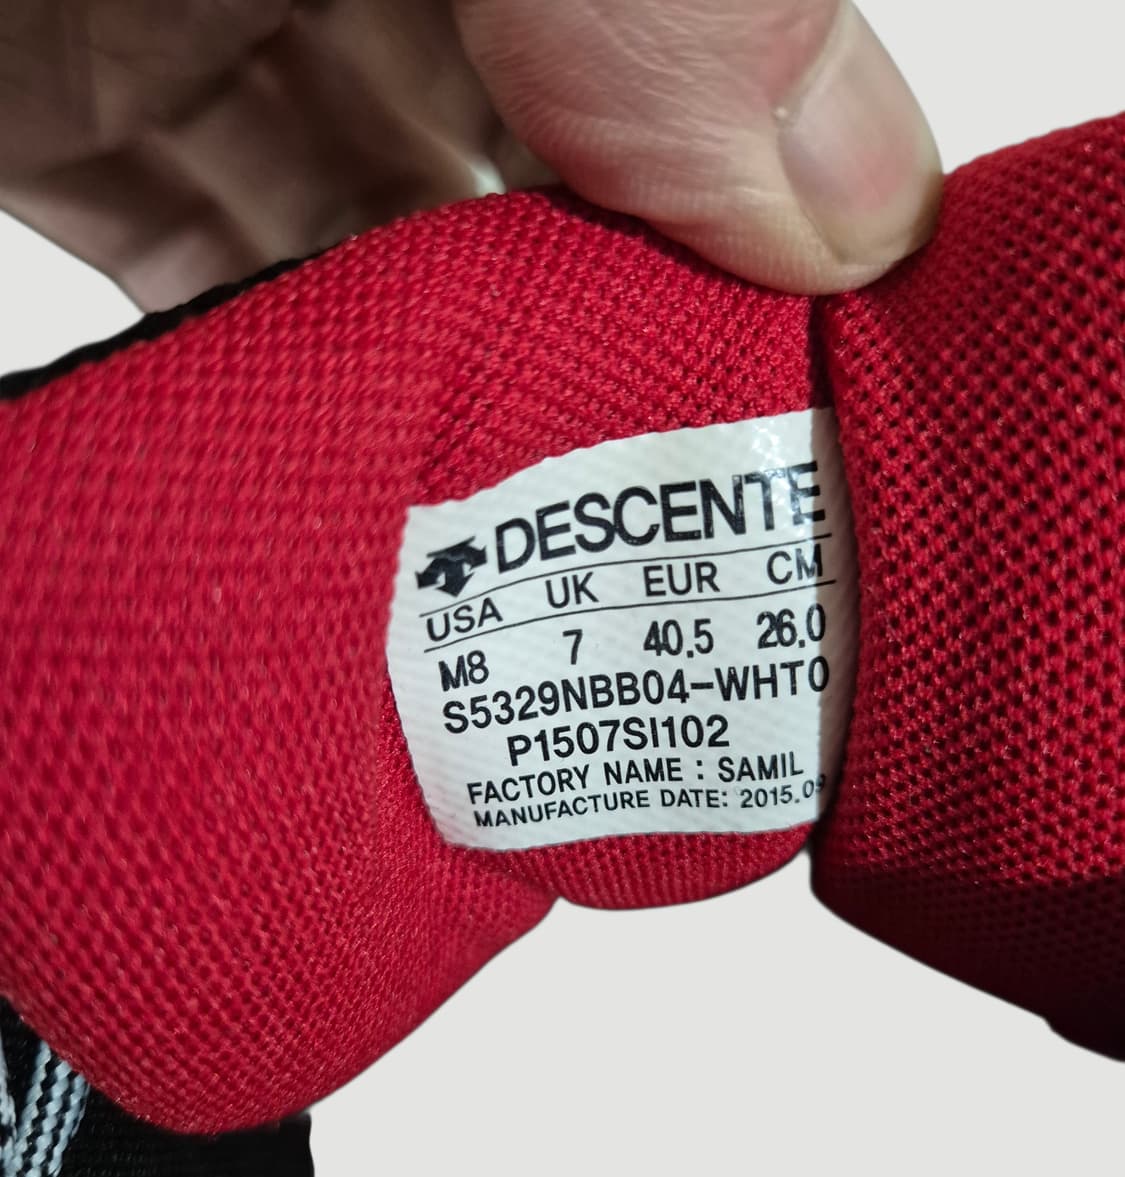 DESCENTE
USA UK EUR CM
M8 7 40.5 26.0
S5329NBB04-WHT0
P1507SI102
FACTORY NAME : SAMIL
MANUFACTURE DATE: 2015.09